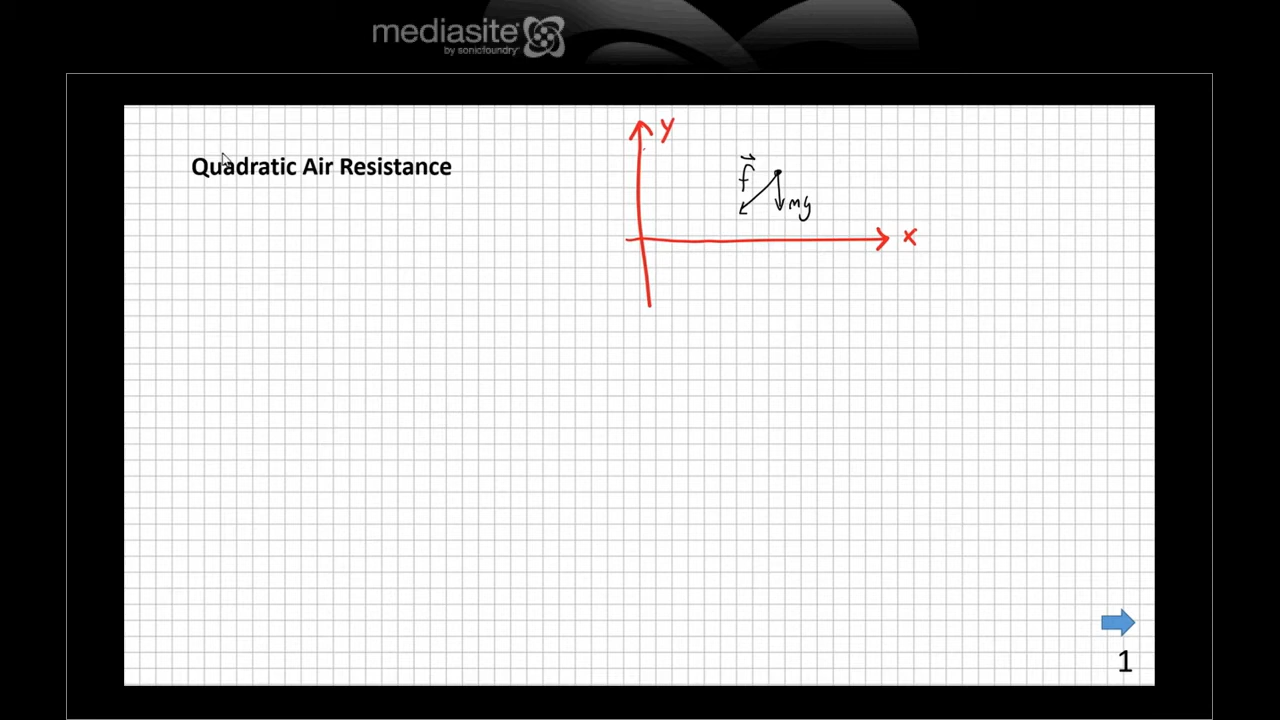 mediasite
by sonicfoundry
y
Quadratic Air Resistance
f⃗
mg
x
1